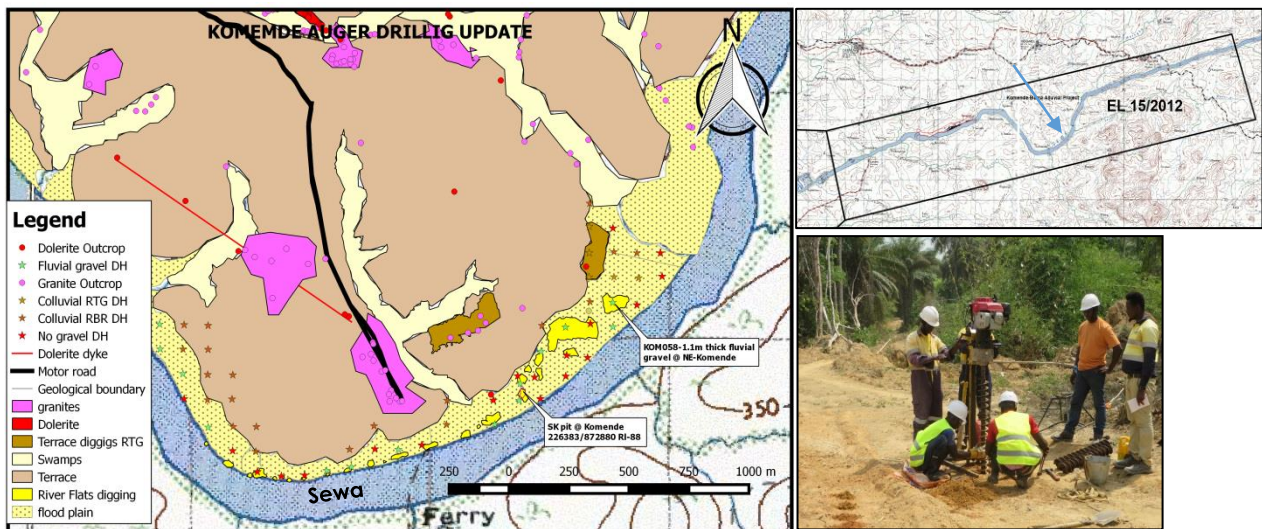 KOMEMDE AUGER DRILLIG UPDATE
N
Legend
Dolerite Outcrop
Fluvial gravel DH
Granite Outcrop
Colluvial RTG DH
Colluvial RBR DH
No gravel DH
Dolerite dyke
Motor road
Geological boundary
granites
Dolerite
Terrace diggigs RTG
Swamps
Terrace
River Flats digging
flood plain
KOM058-1.1m thick fluvial
gravel @ NE-Komende
SK pit @ Komende
226383/872880 RI-88
350
250 0 250 500 750 1000 m
Sewa
Ferry
EL 15/2012